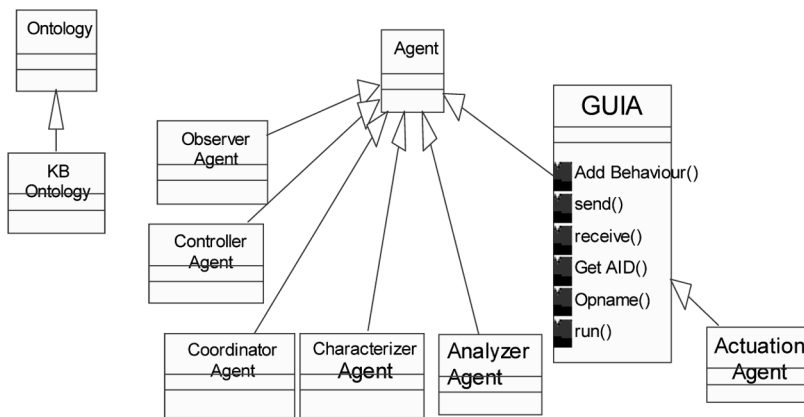 Ontology
KB
Ontology
Agent
Observer
Agent
Controller
Agent
Coordinator
Agent
Characterizer
Agent
Analyzer
Agent
GUIA
Add Behaviour()
send()
receive()
Get AID()
Opname()
run()
Actuation
Agent